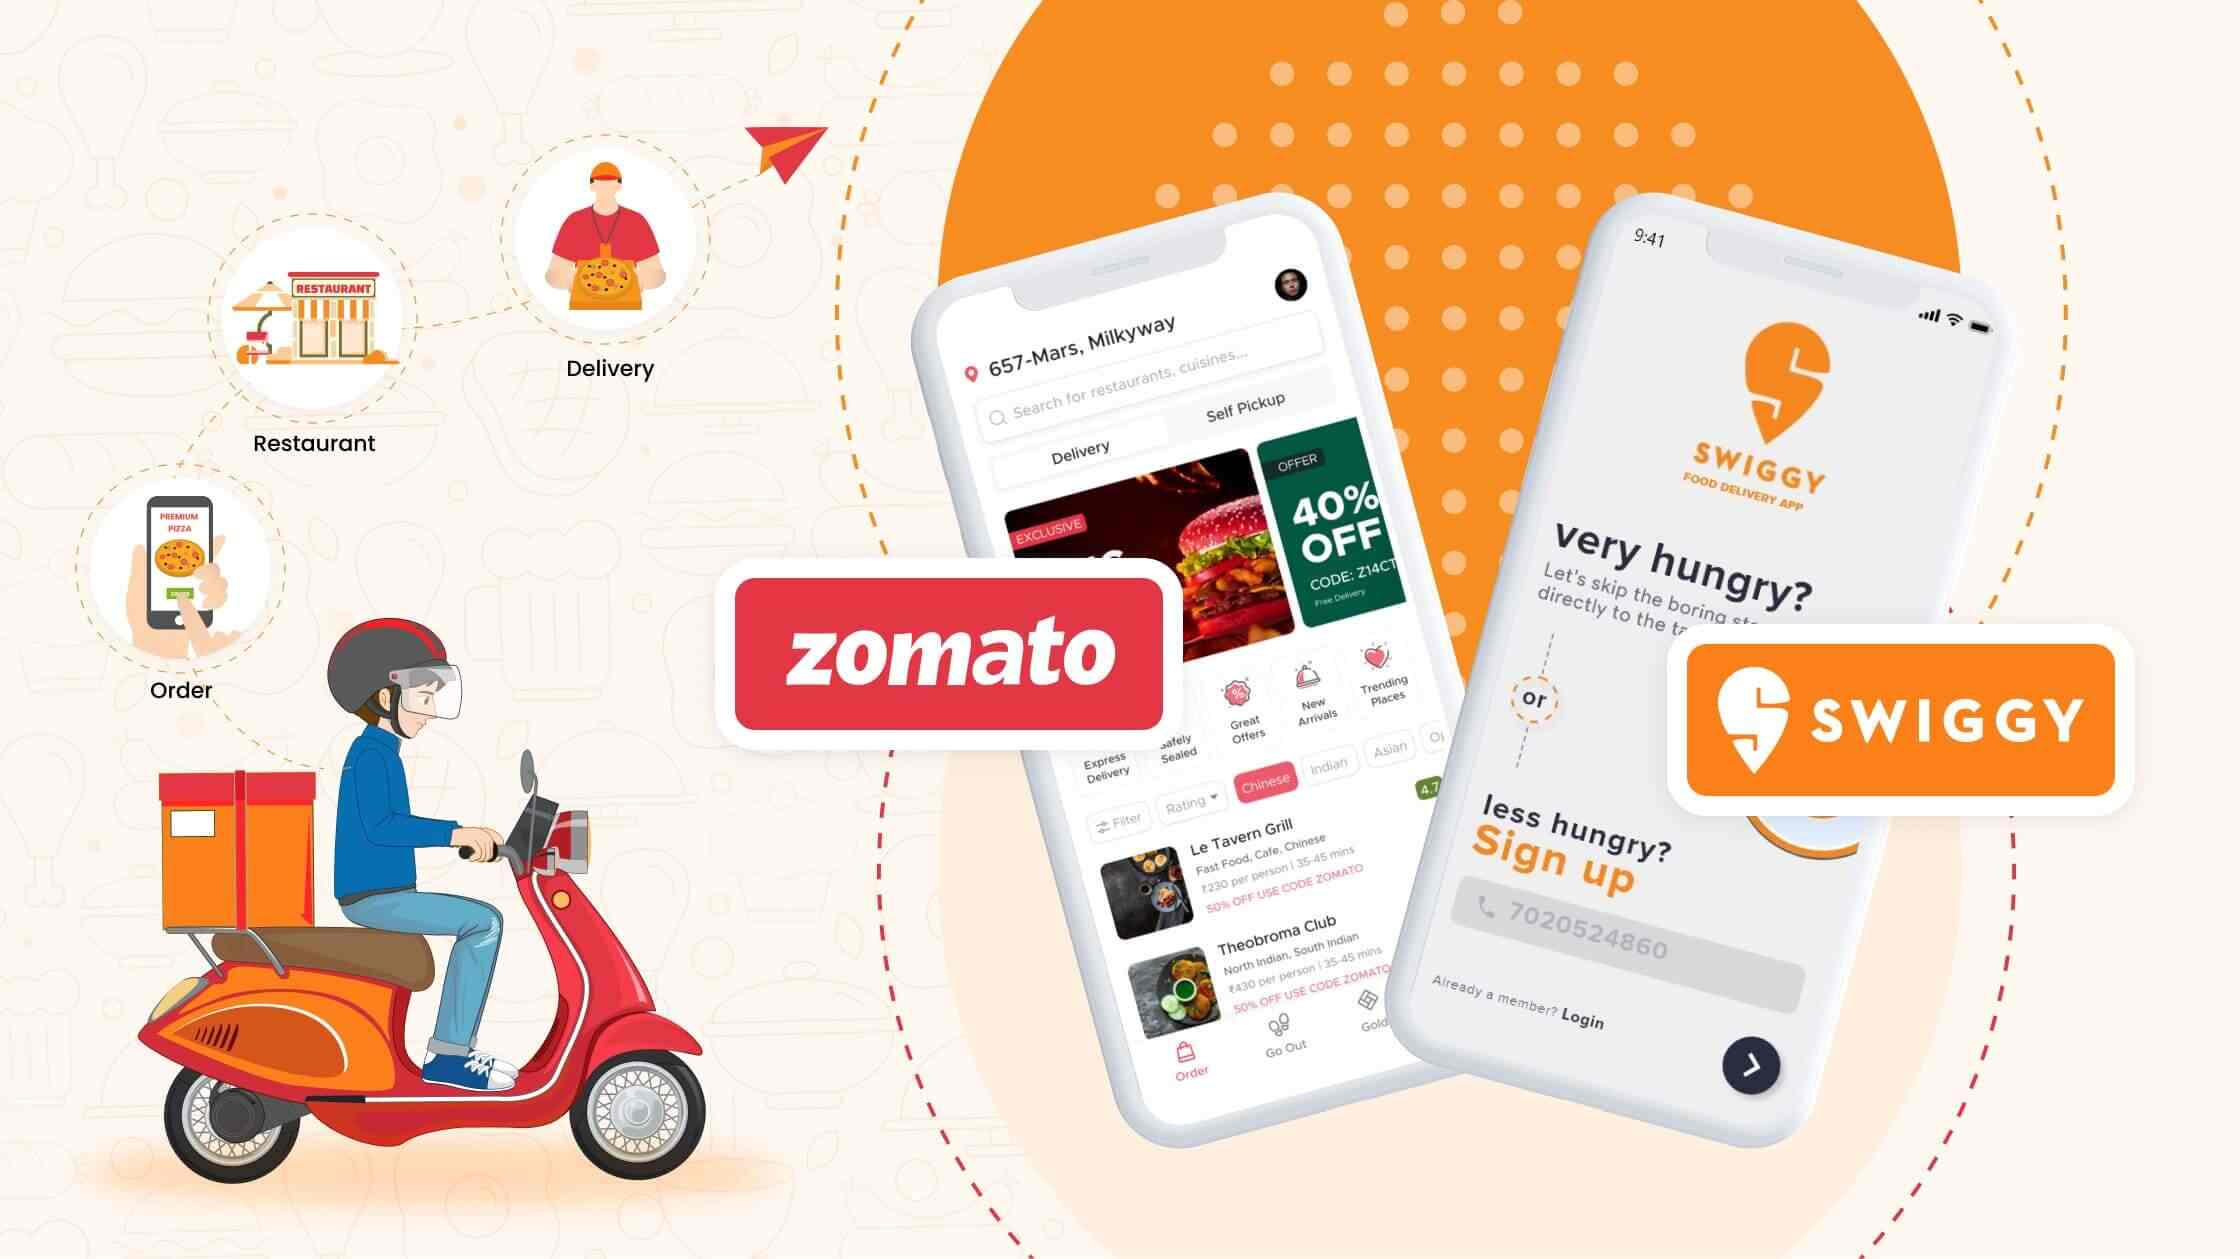 RESTAURANT
Delivery
Restaurant
PREMIUM
PIZZA
Order
657-Mars, Milkyway
Search for restaurants, cuisines...
Delivery
Self Pickup
EXCLUSIVE
OFFER
40%
OFF
CODE: Z14CT
Free Delivery
zomato
Express
Delivery
Safely
Sealed
Great
Offers
New
Arrivals
Trending
Places
Filter
Rating
Chinese
Indian
Asian
4.7
Le Tavern Grill
Fast Food, Cafe, Chinese
₹230 per person | 35-45 mins
50% OFF USE CODE ZOMATO
Theobroma Club
North Indian, South Indian
₹430 per person | 35-45 mins
50% OFF USE CODE ZOMATO
Order
Go Out
Gold
9:41
SWIGGY
FOOD DELIVERY APP
very hungry?
Let's skip the boring
directly to the
or
SWIGGY
less hungry?
Sign up
7020524860
Already a member? Login